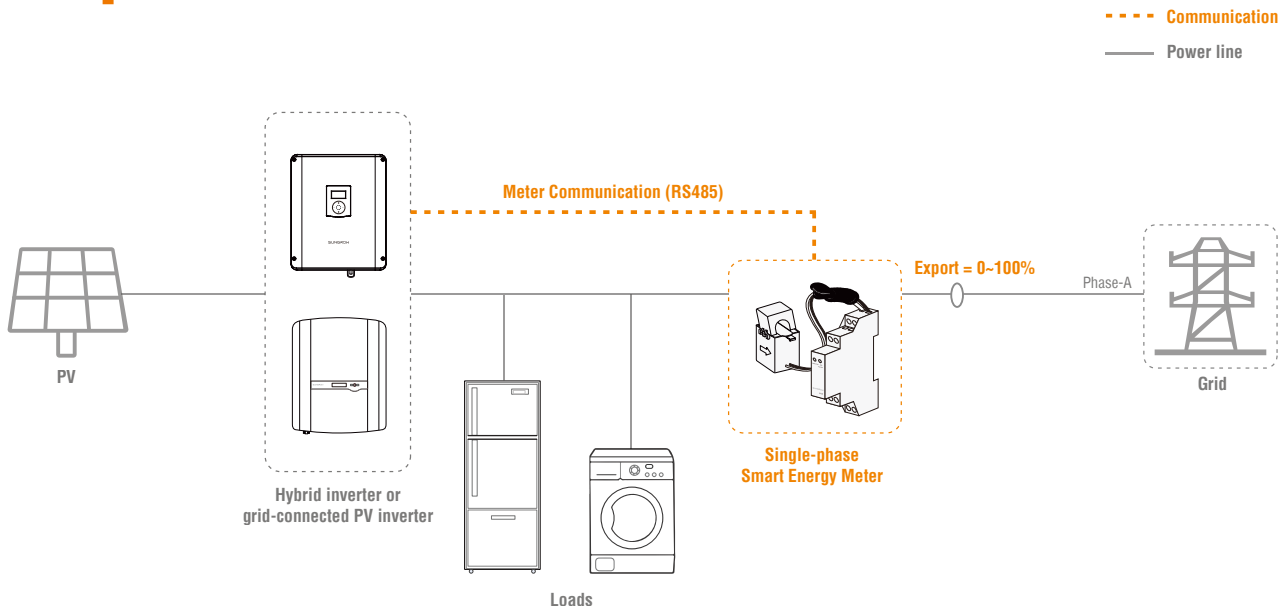 Communication
Power line
Meter Communication (RS485)
Export = 0~100%
Phase-A
PV
Grid
Single-phase
Smart Energy Meter
Hybrid inverter or
grid-connected PV inverter
Loads